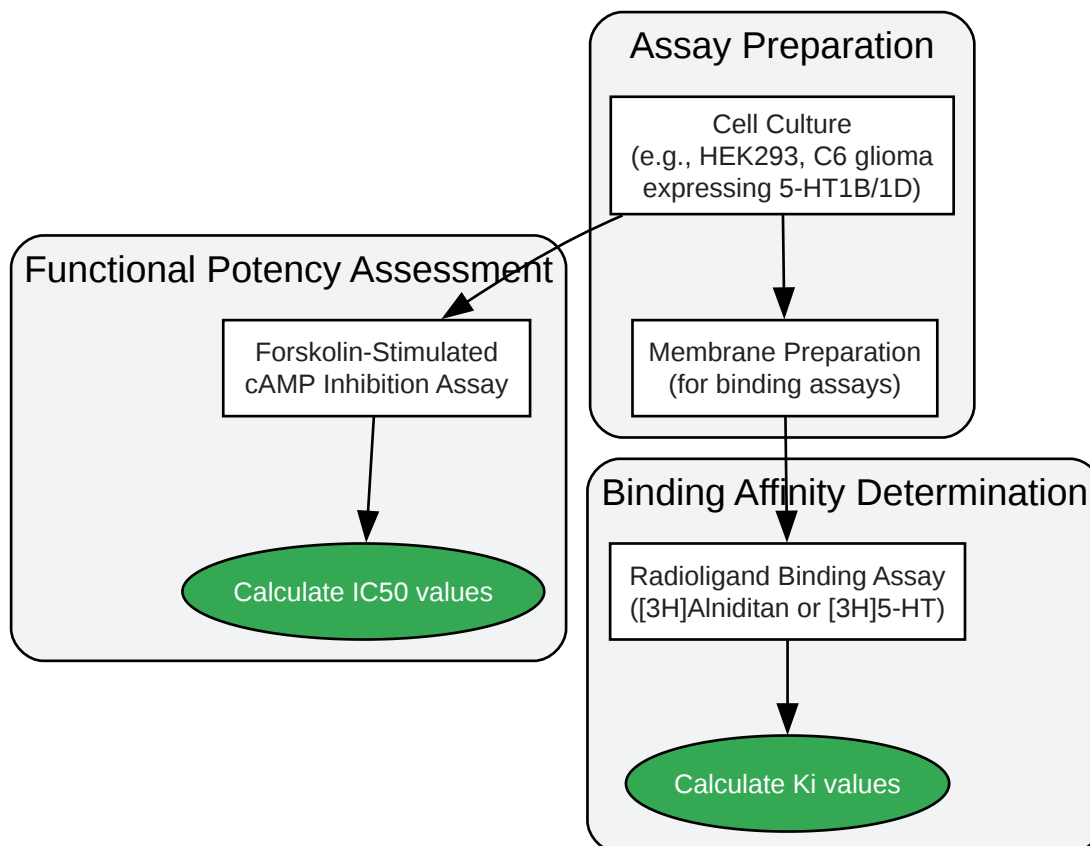 Assay Preparation
Cell Culture
(e.g., HEK293, C6 glioma
expressing 5-HT1B/1D)
Functional Potency Assessment
Forskolin-Stimulated
cAMP Inhibition Assay
Membrane Preparation
(for binding assays)
Binding Affinity Determination
Calculate IC50 values
Radioligand Binding Assay
([3H]Alniditan or [3H]5-HT)
Calculate Ki values